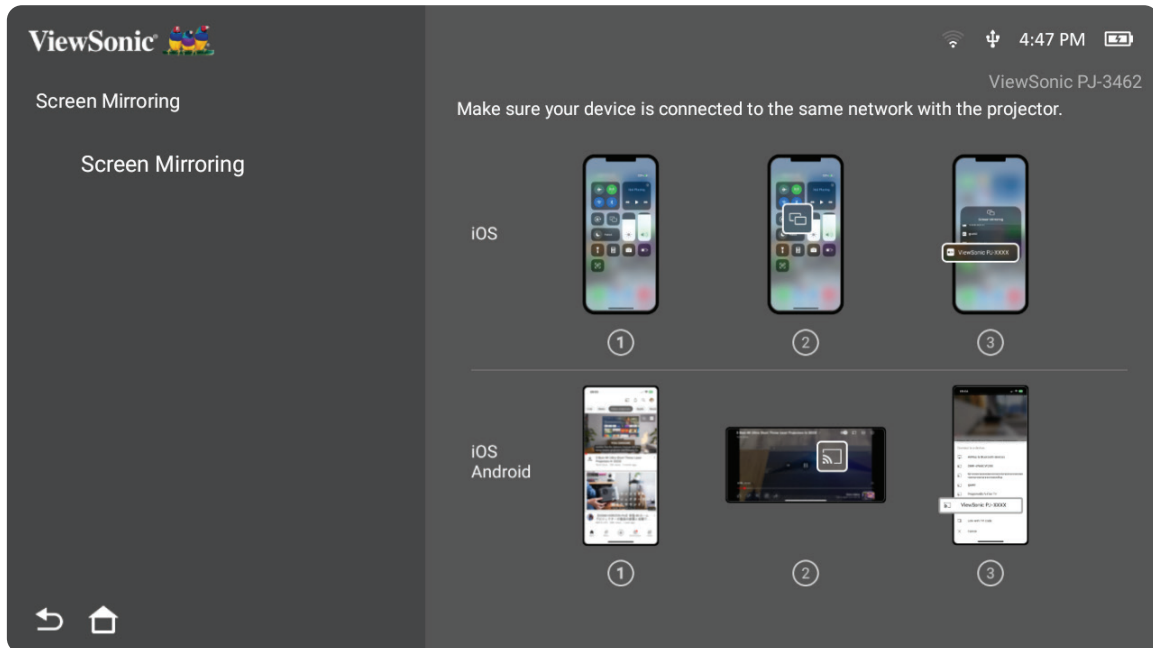 ViewSonic
4:47 PM
ViewSonic PJ-3462
Screen Mirroring
Make sure your device is connected to the same network with the projector.
Screen Mirroring
iOS
ViewSonic PJ-XXXX
1
2
3
iOS
Android
ViewSonic PJ-XXXX
1
2
3